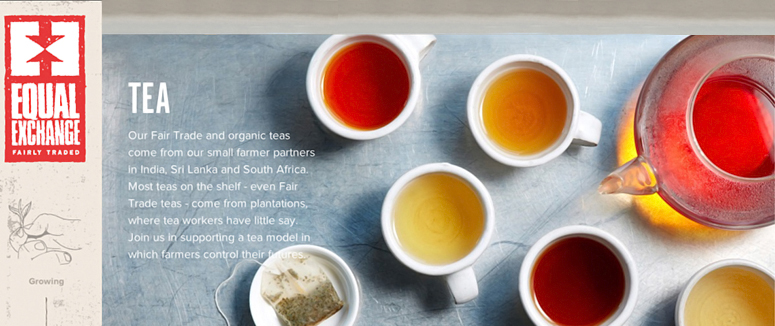 EQUAL
EXCHANGE
FAIRLY TRADED
Growing
TEA
Our Fair Trade and organic teas
come from our small farmer partners
in India, Sri Lanka and South Africa.
Most teas on the shelf - even Fair
Trade teas - come from plantations,
where tea workers have little say.
Join us in supporting a tea model in
which farmers control their futures.